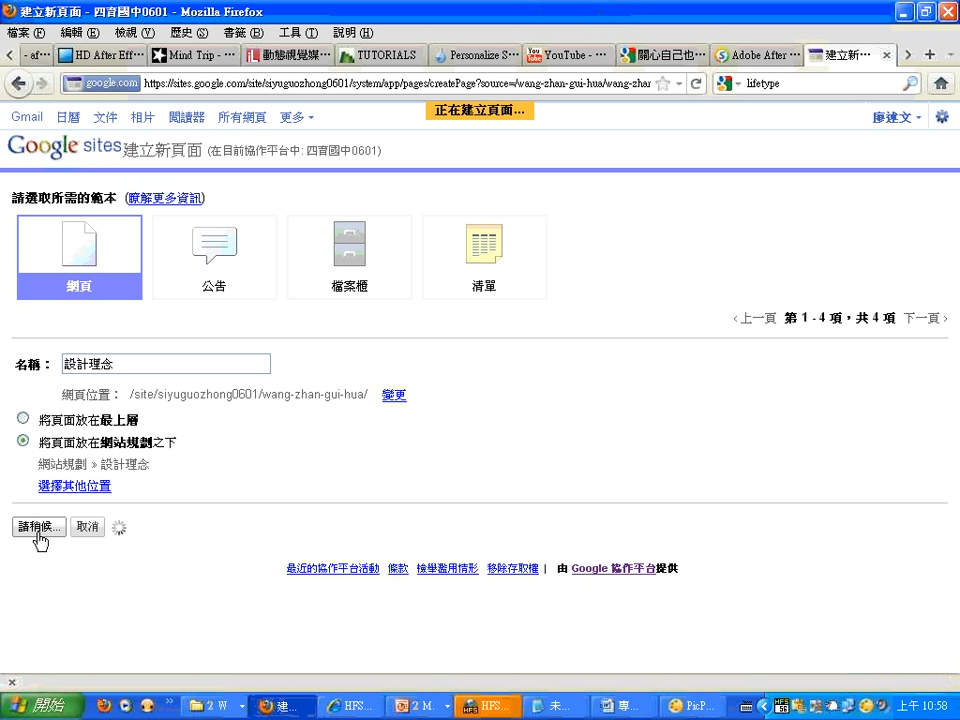 建立新頁面 - 四育國中0601 - Mozilla Firefox
檔案(F) 編輯(E) 檢視(V) 歷史(S) 書籤(B) 工具(T) 說明(H)
- af… HD After Eff… Mind Trip - … 動態視覺媒… TUTORIALS Personalize S… YouTube - … 關心自己也… Adobe After … 建立新…
google.com https://sites.google.com/site/siyuguozhong0601/system/app/pages/createPage?source=/wang-zhan-gui-hua/wang-zhar lifetype
Gmail 日曆 文件 相片 閱讀器 所有網頁 更多 正在建立頁面... 廖建文
Google sites 建立新頁面 (在目前協作平台中: 四育國中0601)
請選取所需的範本 (瞭解更多資訊)
網頁 公告 檔案櫃 清單
‹上一頁 第 1 - 4 項，共 4 項 下一頁›
名稱： 設計理念
網頁位置： /site/siyuguozhong0601/wang-zhan-gui-hua/ 變更
將頁面放在最上層
將頁面放在網站規劃之下
網站規劃 » 設計理念
選擇其他位置
請稍候... 取消
最近的協作平台活動 條款 檢舉濫用情形 移除存取權 | 由 Google 協作平台提供
開始 2 W 建... HFS... 2 M. HFS... 未... 專... PicP... 上午 10:58